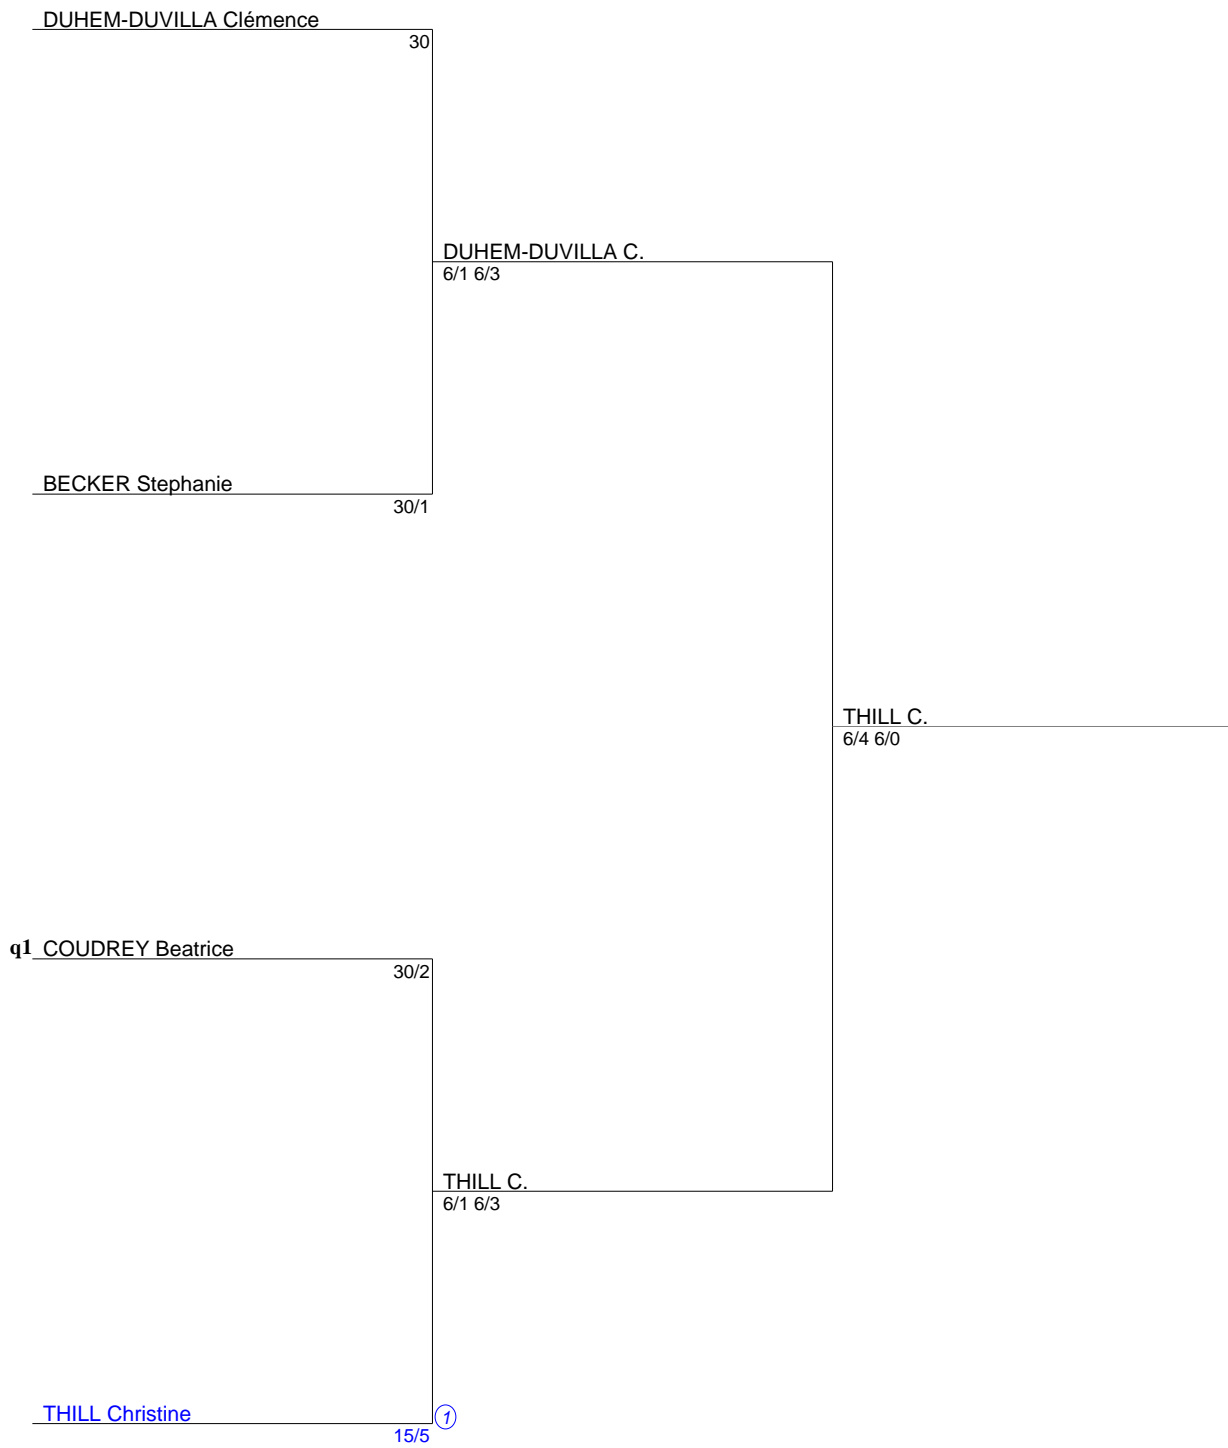 DUHEM-DUVILLA Clémence
30
DUHEM-DUVILLA C.
6/1 6/3
BECKER Stephanie
30/1
THILL C.
6/4 6/0
q1 COUDREY Beatrice
30/2
THILL C.
6/1 6/3
THILL Christine
1
15/5